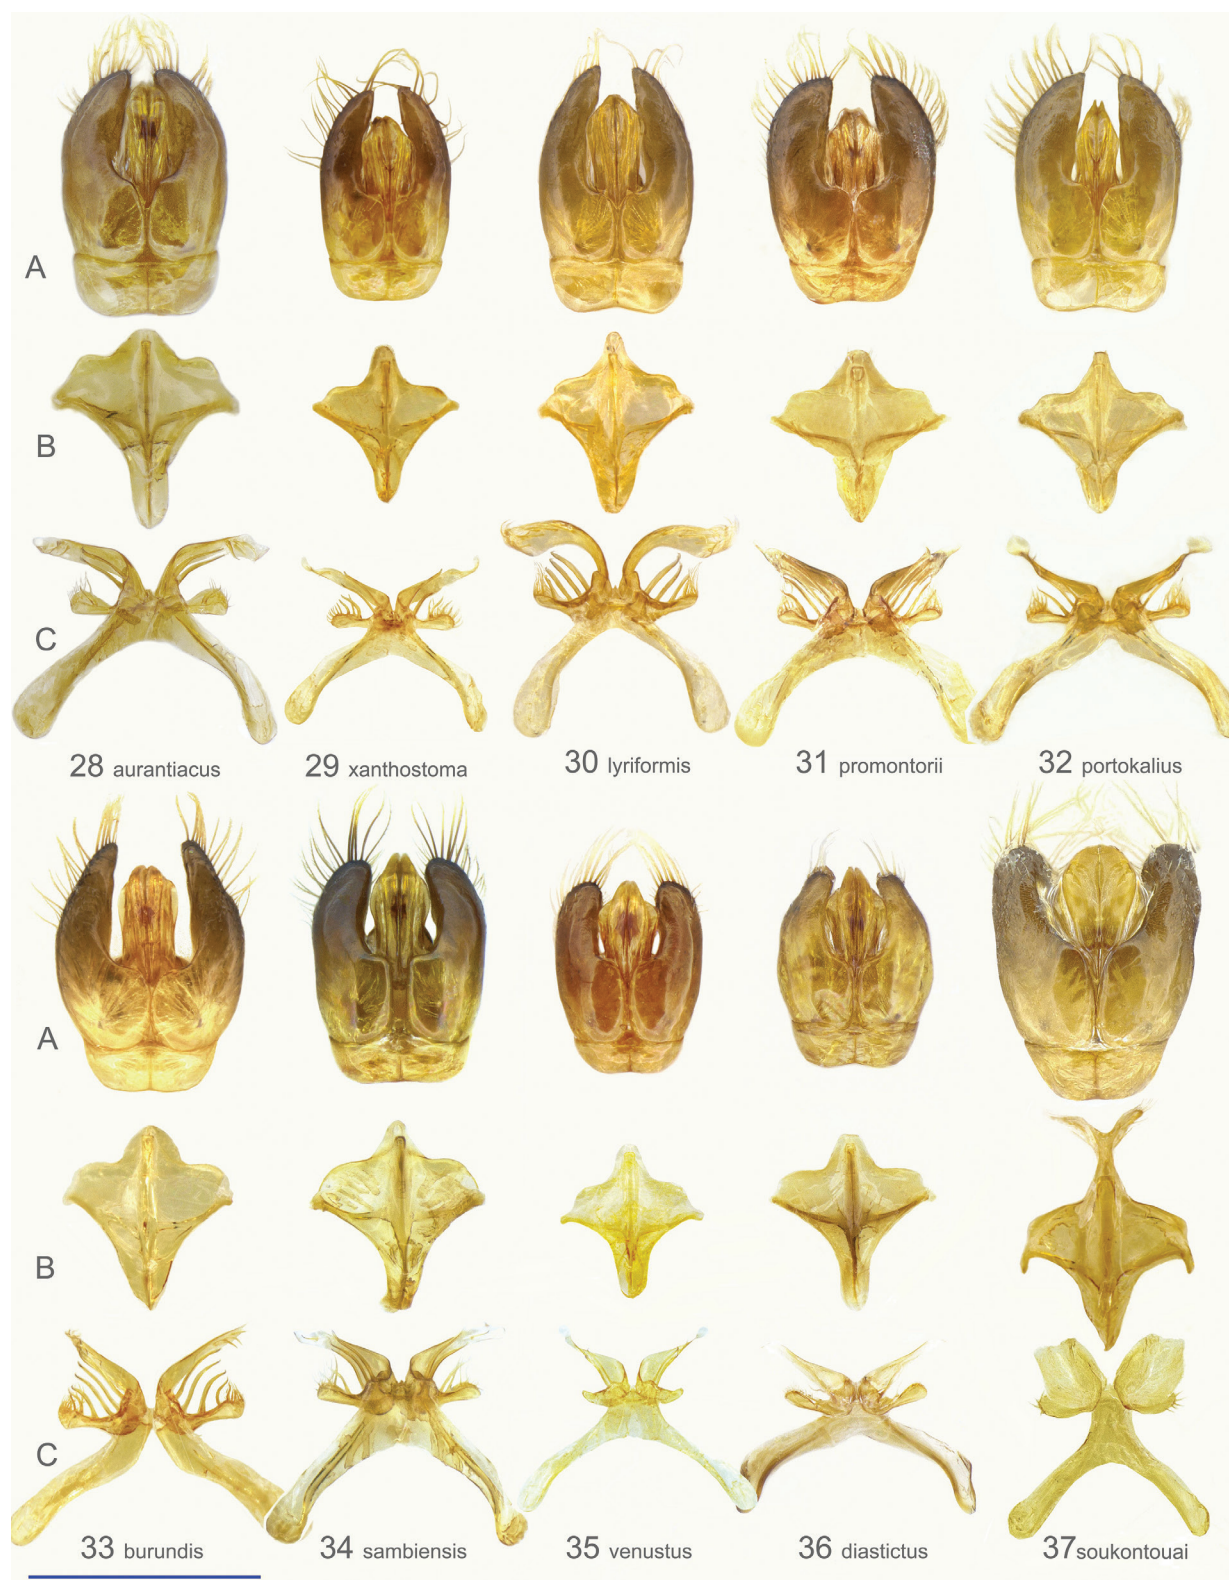 A
B
C
28 aurantiacus 29 xanthostoma 30 lyriformis 31 promontorii 32 portokalius
A
B
C
33 burundis 34 sambiensis 35 venustus 36 diastictus 37 soukontouai